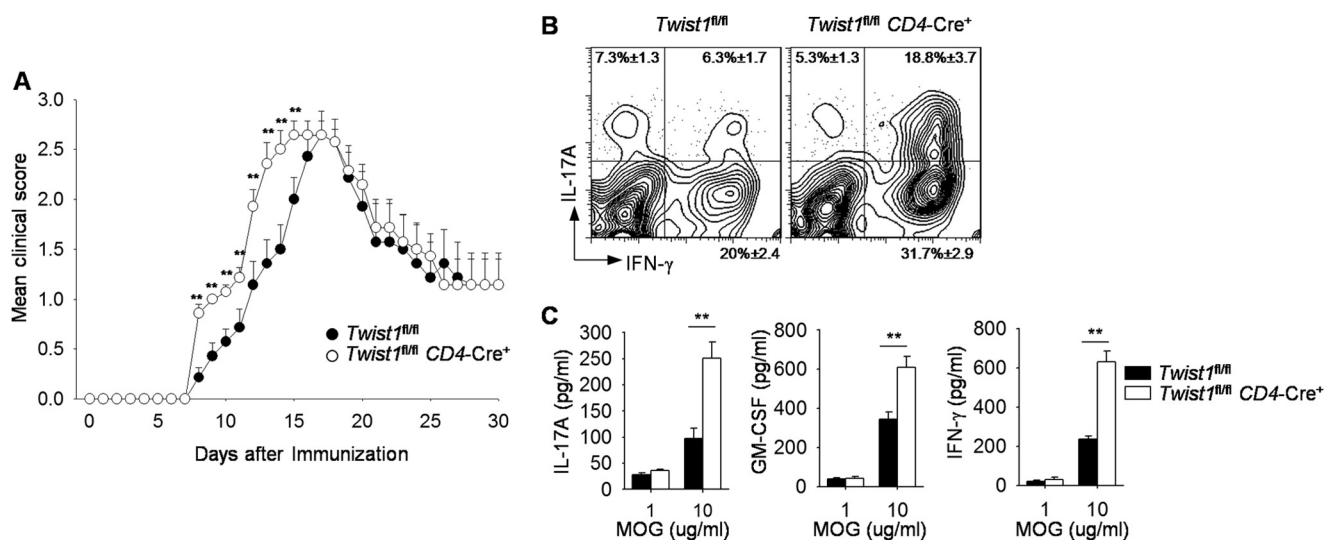 A
Mean clinical score
3.0
2.5
2.0
1.5
1.0
0.5
0.0
** ** ** ** ** ** ** **
0 5 10 15 20 25 30
Days after Immunization
Twist1fl/fl
Twist1fl/fl CD4-Cre+
B
Twist1fl/fl Twist1fl/fl CD4-Cre+
7.3%±1.3 6.3%±1.7 5.3%±1.3 18.8%±3.7
IL-17A
IFN-γ
20%±2.4 31.7%±2.9
C
IL-17A (pg/ml)
300
250
200
150
100
50
0
**
1 10
MOG (ug/ml)
GM-CSF (pg/ml)
800
600
400
200
0
**
1 10
MOG (ug/ml)
IFN-γ (pg/ml)
800
600
400
200
0
**
1 10
MOG (ug/ml)
Twist1fl/fl
Twist1fl/fl CD4-Cre+